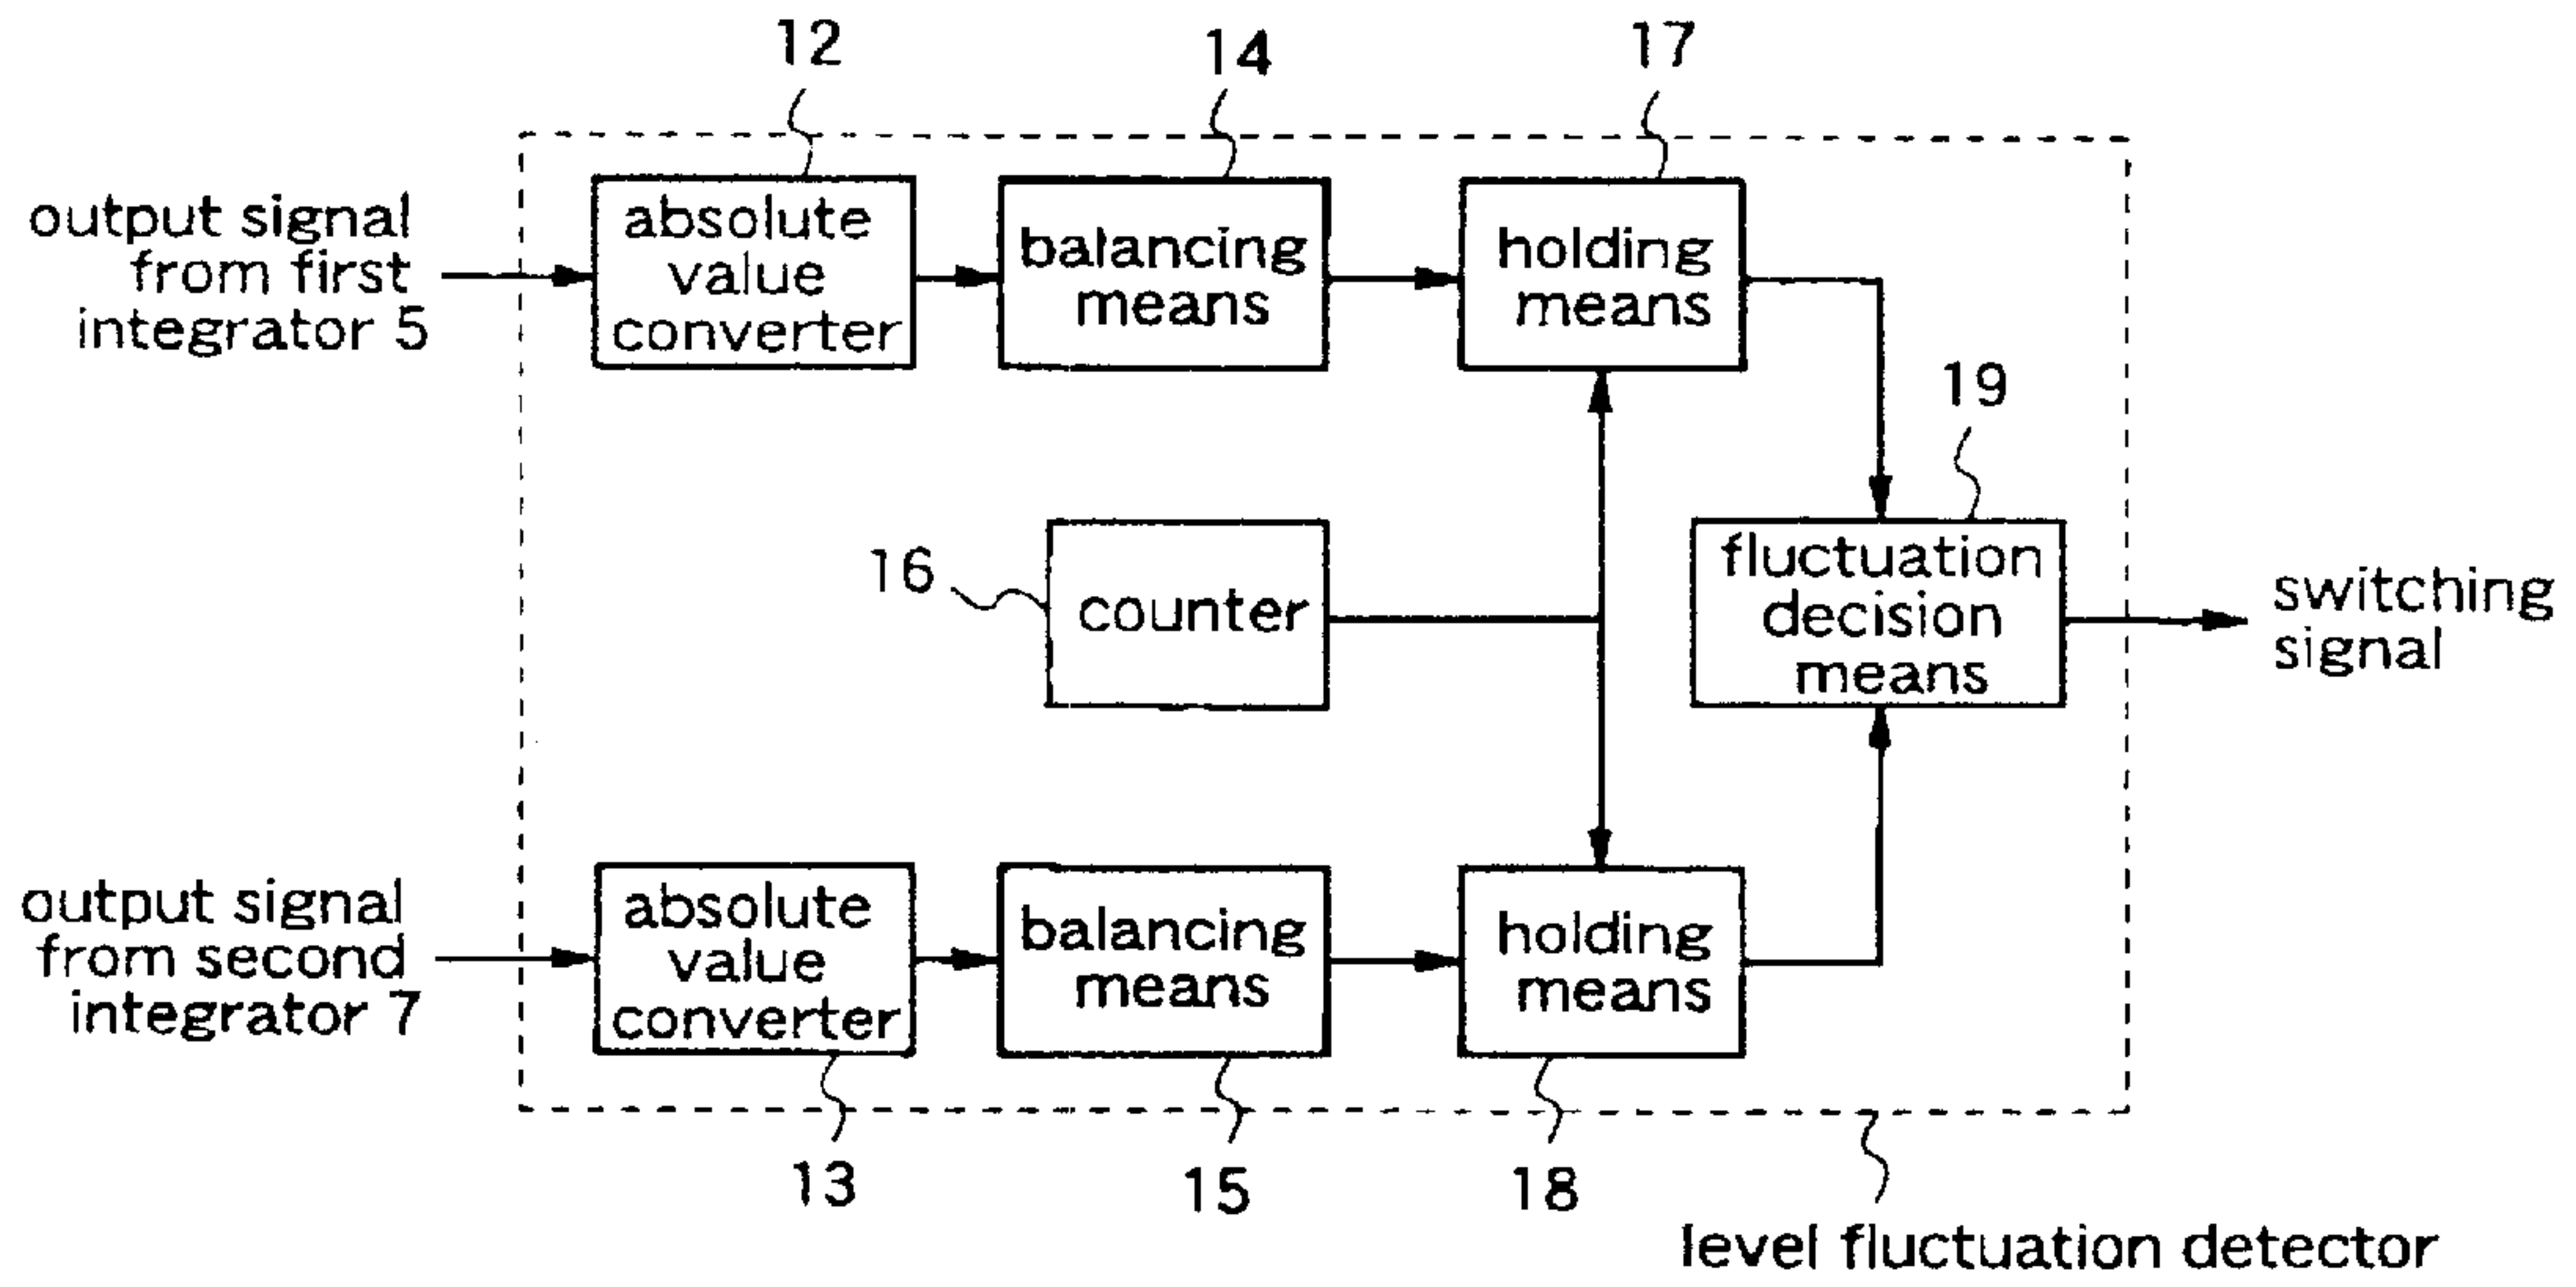 12
14
17
output signal
from first
integrator 5
absolute
value
converter
balancing
means
holding
means
19
16
counter
fluctuation
decision
means
switching
signal
output signal
from second
integrator 7
absolute
value
converter
balancing
means
holding
means
13
15
18
level fluctuation detector